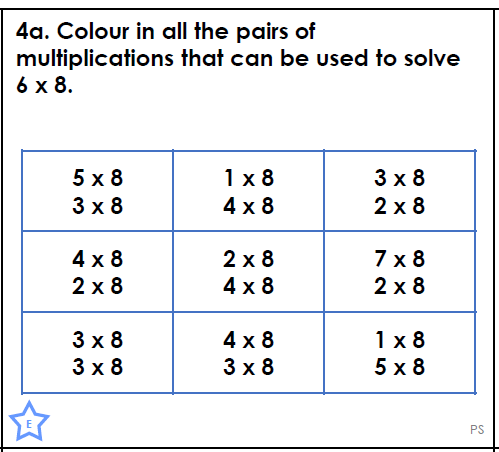 4a. Colour in all the pairs of
multiplications that can be used to solve
6 x 8.
5 x 8
3 x 8
1 x 8
4 x 8
3 x 8
2 x 8
4 x 8
2 x 8
2 x 8
4 x 8
7 x 8
2 x 8
3 x 8
3 x 8
4 x 8
3 x 8
1 x 8
5 x 8
E
PS